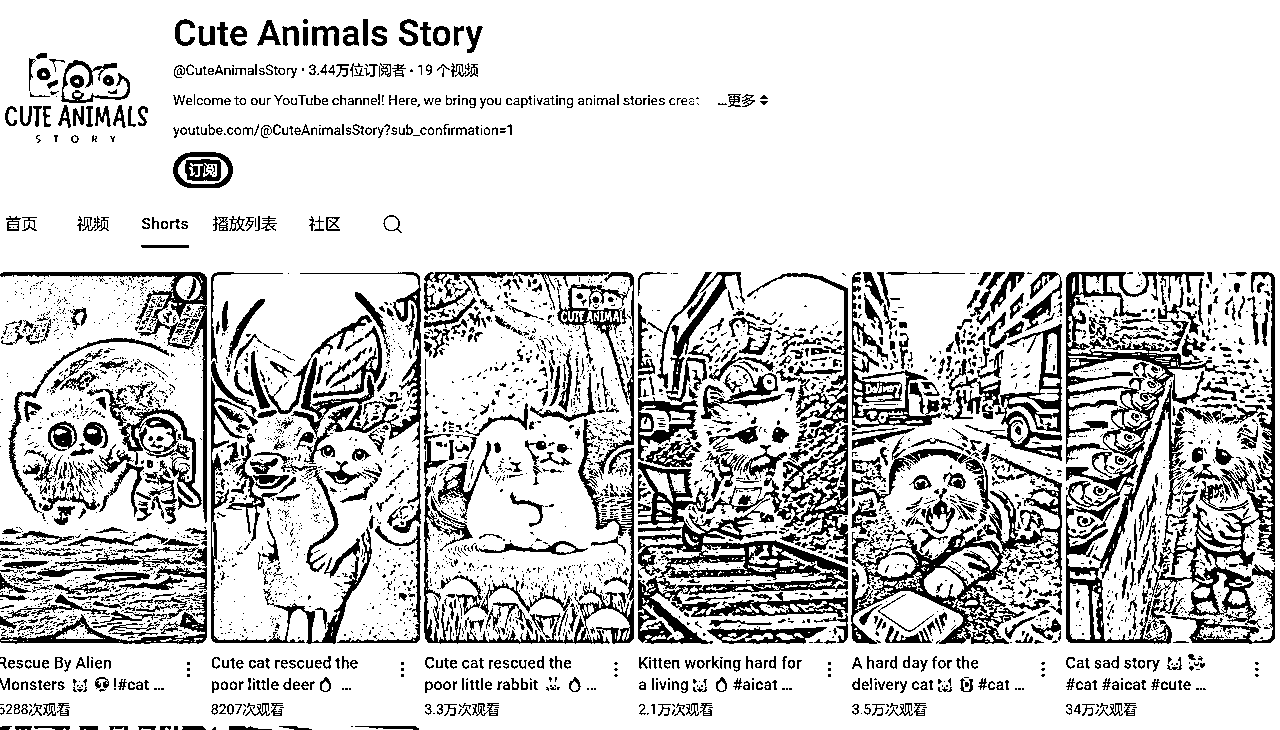 Cute Animals Story
@CuteAnimalsStory · 3.44万位订阅者 · 19 个视频
Welcome to our YouTube channel! Here, we bring you captivating animal stories creat ...更多
youtube.com/@CuteAnimalsStory?sub_confirmation=1
CUTE ANIMALS
STORY
订阅
首页 视频 Shorts 播放列表 社区
CUTE ANIMAL
Delivery
Rescue By Alien
Monsters 🐱 👽 !#cat ...
5288次观看
Cute cat rescued the
poor little deer ...
8207次观看
Cute cat rescued the
poor little rabbit ...
3.3万次观看
Kitten working hard for
a living #aicat ...
2.1万次观看
A hard day for the
delivery cat #cat ...
3.5万次观看
Cat sad story
#cat #aicat #cute ...
34万次观看